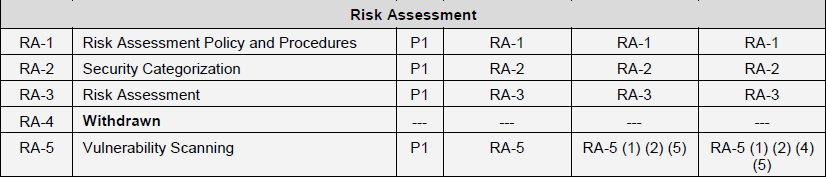 Risk Assessment
RA-1 Risk Assessment Policy and Procedures P1 RA-1 RA-1 RA-1
RA-2 Security Categorization P1 RA-2 RA-2 RA-2
RA-3 Risk Assessment P1 RA-3 RA-3 RA-3
RA-4 Withdrawn --- --- --- ---
RA-5 Vulnerability Scanning P1 RA-5 RA-5 (1) (2) (5) RA-5 (1) (2) (4)
(5)